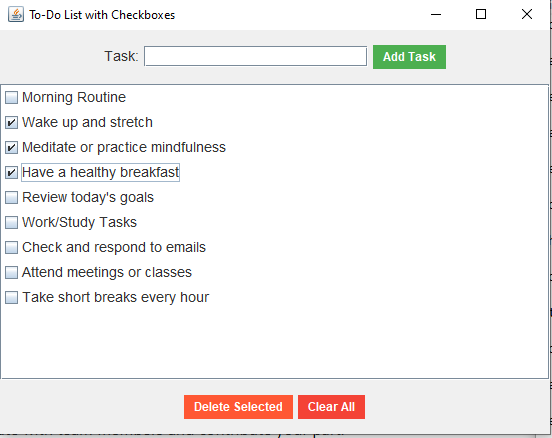 To-Do List with Checkboxes
Task: Add Task
Morning Routine
Wake up and stretch
Meditate or practice mindfulness
Have a healthy breakfast
Review today's goals
Work/Study Tasks
Check and respond to emails
Attend meetings or classes
Take short breaks every hour
Delete Selected Clear All